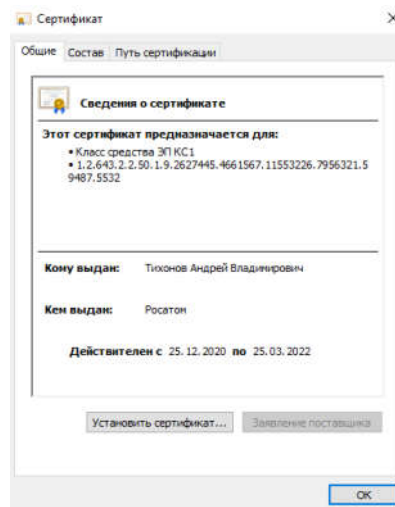 Сертификат
Общие Состав Путь сертификации
Сведения о сертификате
Этот сертификат предназначается для:
• Класс средства ЭП КС1
• 1.2.643.2.2.50.1.9.2627445.4661567.11553226.7956321.5
9487.5532
Кому выдан: Тихонов Андрей Владимирович
Кем выдан: Росатом
Действителен с 25.12.2020 по 25.03.2022
Установить сертификат... Заявление поставщика
ОК